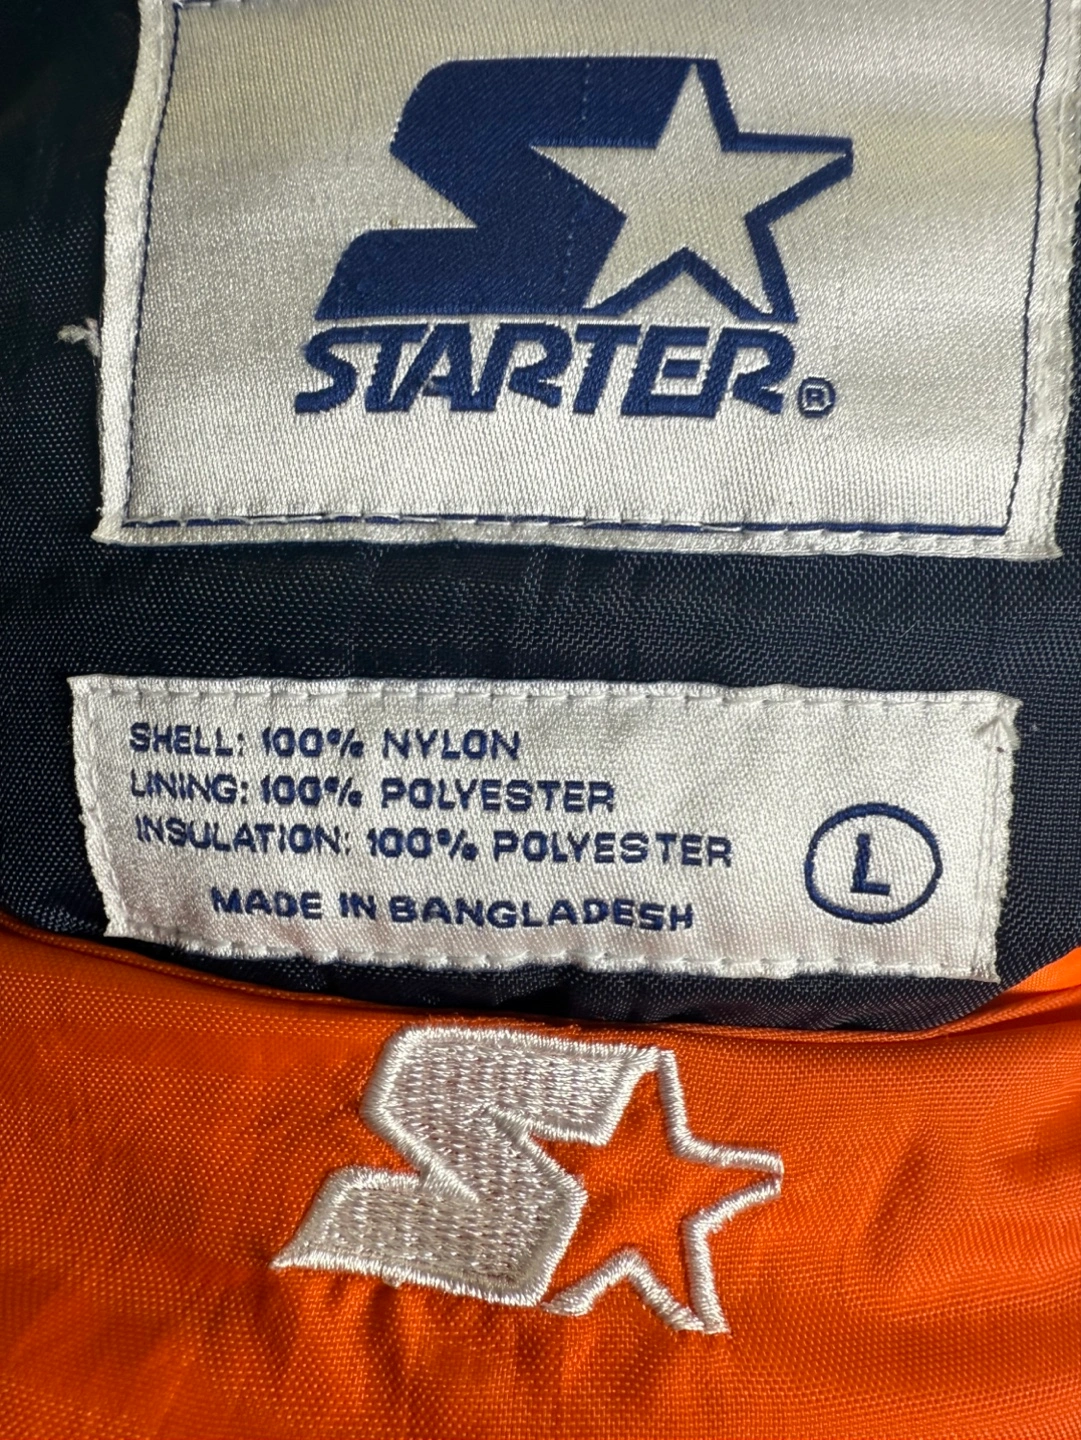 STARTER®
SHELL: 100% NYLON
LINING: 100% POLYESTER
INSULATION: 100% POLYESTER
L
MADE IN BANGLADESH